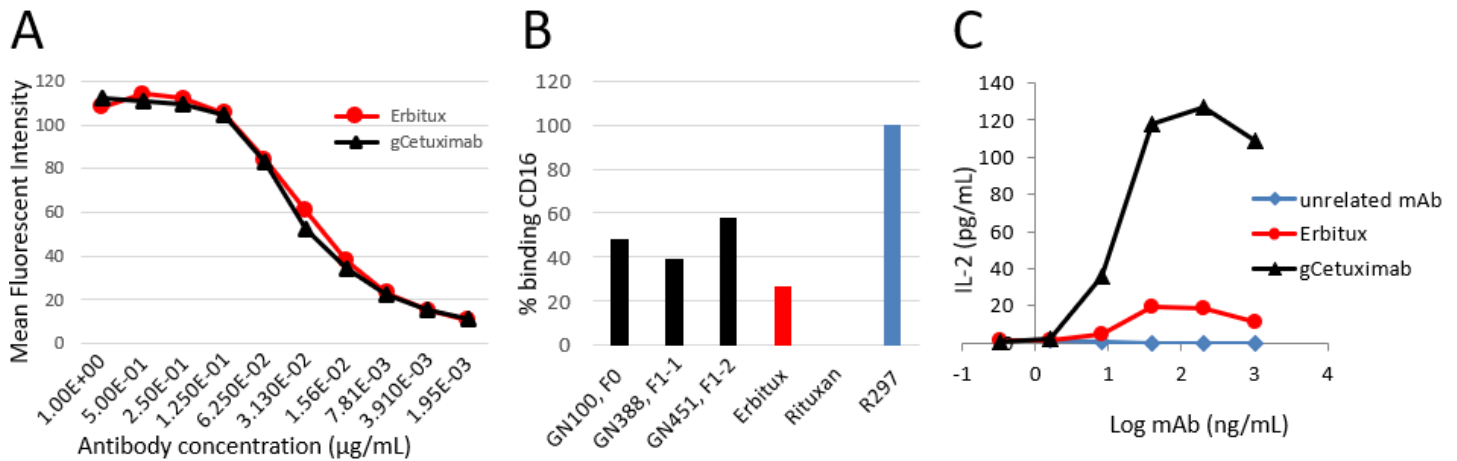 A
Mean Fluorescent Intensity
120
100
80
60
40
20
0
Erbitux
gCetuximab
1.00E+00
5.00E-01
2.50E-01
1.250E-01
6.250E-02
3.130E-02
1.56E-02
7.81E-03
3.910E-03
1.95E-03
Antibody concentration (µg/mL)
B
% binding CD16
120
100
80
60
40
20
0
GN100, F0
GN388, F1-1
GN451, F1-2
Erbitux
Rituxan
R297
C
IL-2 (pg/mL)
140
120
100
80
60
40
20
0
unrelated mAb
Erbitux
gCetuximab
-1
0
1
2
3
4
Log mAb (ng/mL)